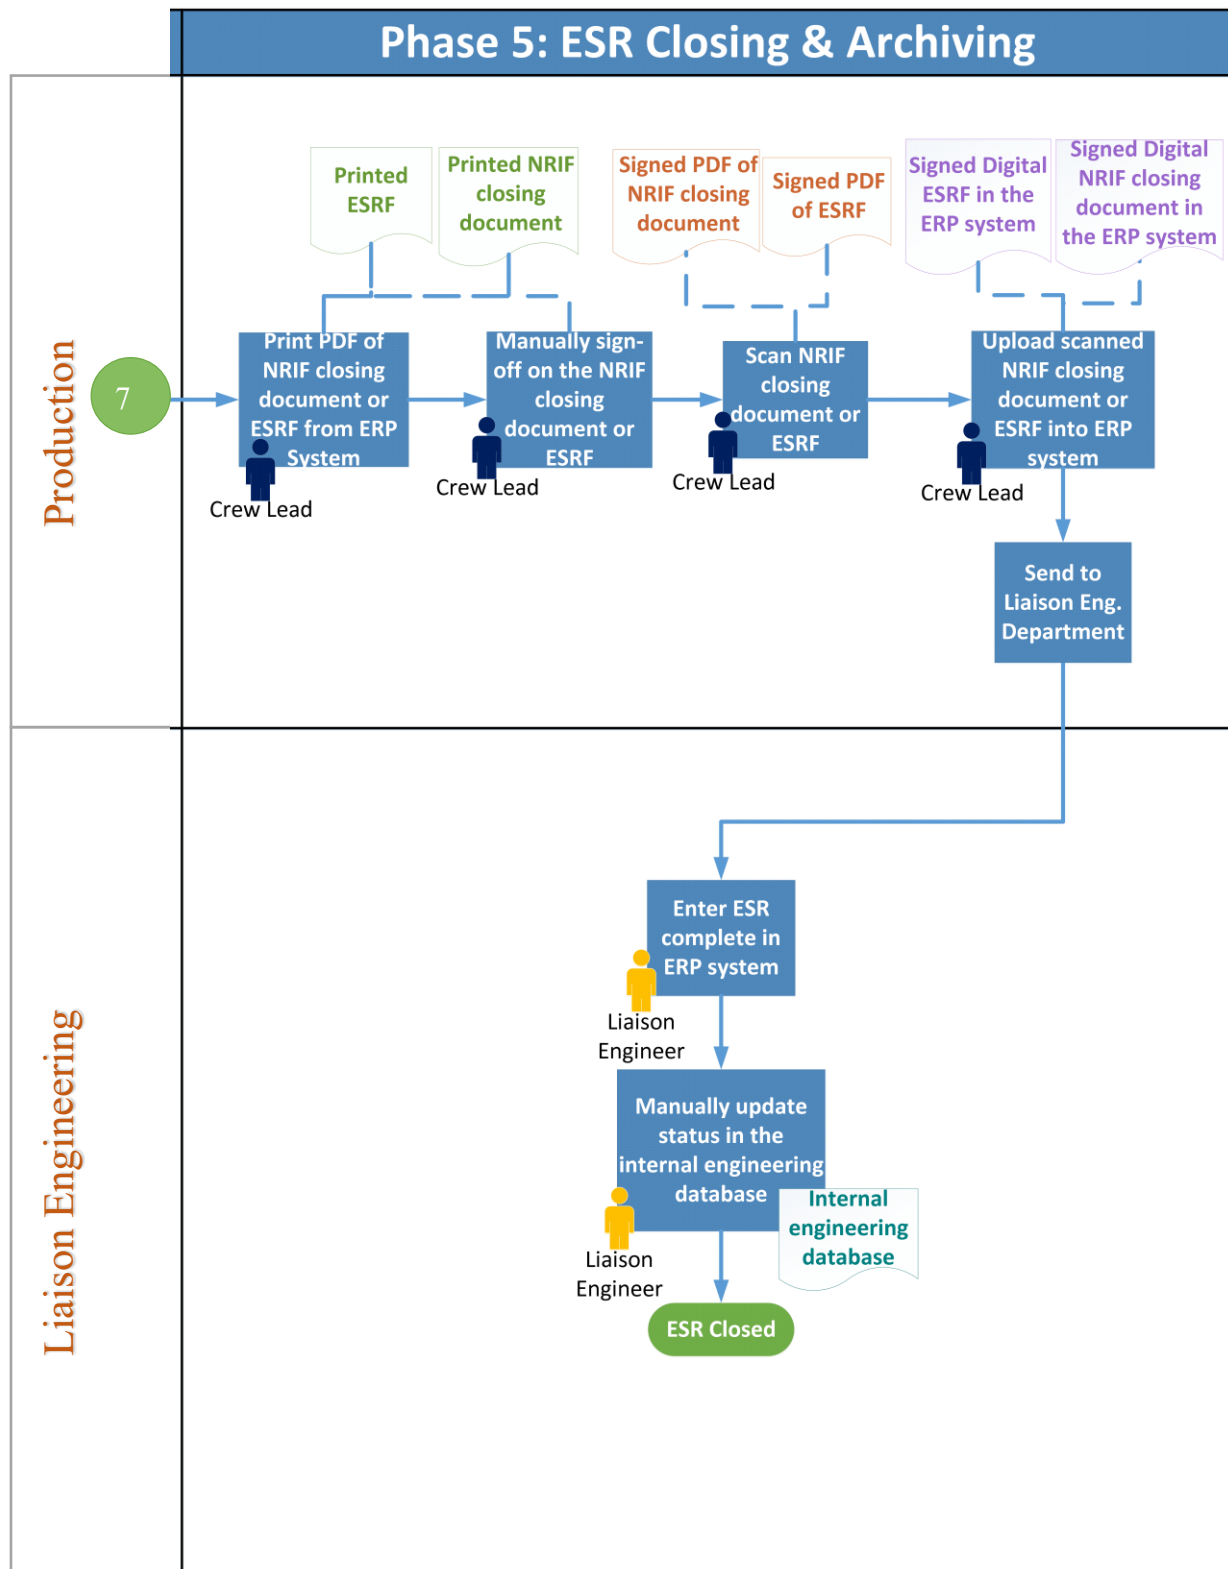 Phase 5: ESR Closing & Archiving
Production
Printed
ESRF
Printed NRIF
closing
document
Signed PDF of
NRIF closing
document
Signed PDF
of ESRF
Signed Digital
ESRF in the
ERP system
Signed Digital
NRIF closing
document in
the ERP system
7
Print PDF of
NRIF closing
document or
ESRF from ERP
System
Crew Lead
Manually sign-
off on the NRIF
closing
document or
ESRF
Crew Lead
Scan NRIF
closing
document or
ESRF
Crew Lead
Upload scanned
NRIF closing
document or
ESRF into ERP
system
Crew Lead
Send to
Liaison Eng.
Department
Liaison Engineering
Enter ESR
complete in
ERP system
Liaison
Engineer
Manually update
status in the
internal engineering
database
Liaison
Engineer
Internal
engineering
database
ESR Closed